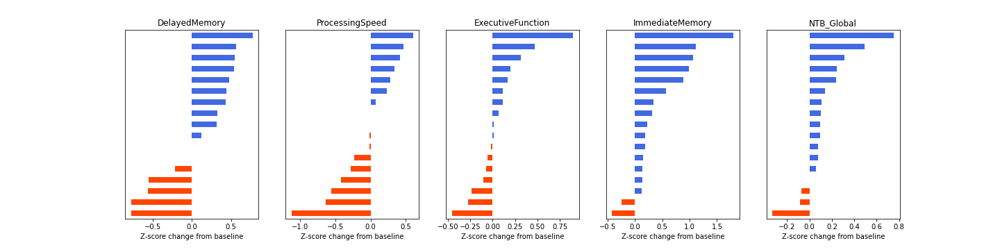 DelayedMemory
ProcessingSpeed
ExecutiveFunction
ImmediateMemory
NTB_Global
−0.5 0.0 0.5
−1.0 −0.5 0.0 0.5
−0.50 −0.25 0.00 0.25 0.50 0.75
−0.5 0.0 0.5 1.0 1.5
−0.2 0.0 0.2 0.4 0.6 0.8
Z-score change from baseline
Z-score change from baseline
Z-score change from baseline
Z-score change from baseline
Z-score change from baseline